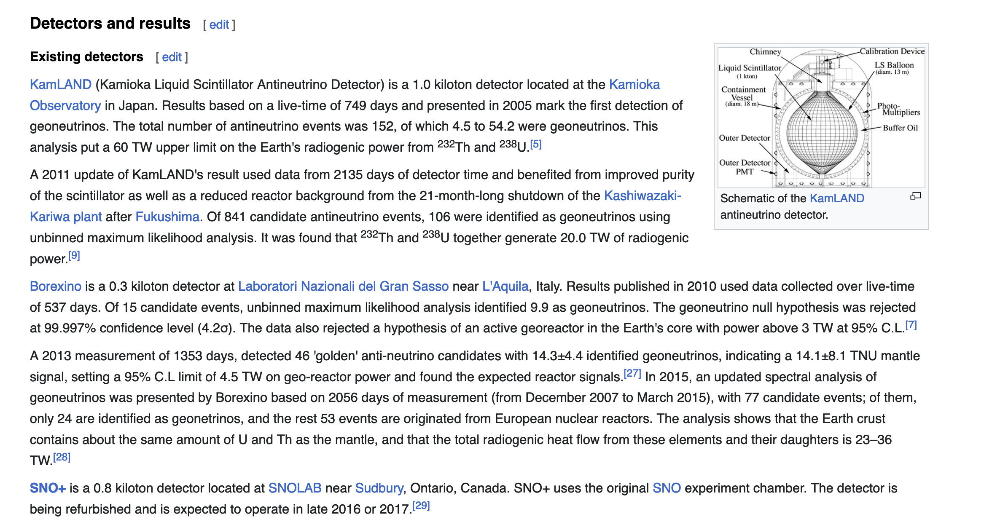 Detectors and results [ edit ]
Existing detectors [ edit ]
KamLAND (Kamioka Liquid Scintillator Antineutrino Detector) is a 1.0 kiloton detector located at the Kamioka
Observatory in Japan. Results based on a live-time of 749 days and presented in 2005 mark the first detection of
geoneutrinos. The total number of antineutrino events was 152, of which 4.5 to 54.2 were geoneutrinos. This
analysis put a 60 TW upper limit on the Earth's radiogenic power from ²³²Th and ²³⁸U.[5]
A 2011 update of KamLAND's result used data from 2135 days of detector time and benefited from improved purity
of the scintillator as well as a reduced reactor background from the 21-month-long shutdown of the Kashiwazaki-
Kariwa plant after Fukushima. Of 841 candidate antineutrino events, 106 were identified as geoneutrinos using
unbinned maximum likelihood analysis. It was found that ²³²Th and ²³⁸U together generate 20.0 TW of radiogenic
power.[9]
Chimney
Calibration Device
Liquid Scintillator
(1 kton)
LS Balloon
(diam. 13 m)
Containment
Vessel
(diam. 18 m)
Photo-
Multipliers
Buffer Oil
Outer Detector
Outer Detector
PMT
Schematic of the KamLAND
antineutrino detector.
Borexino is a 0.3 kiloton detector at Laboratori Nazionali del Gran Sasso near L'Aquila, Italy. Results published in 2010 used data collected over live-time
of 537 days. Of 15 candidate events, unbinned maximum likelihood analysis identified 9.9 as geoneutrinos. The geoneutrino null hypothesis was rejected
at 99.997% confidence level (4.2σ). The data also rejected a hypothesis of an active georeactor in the Earth's core with power above 3 TW at 95% C.L.[7]
A 2013 measurement of 1353 days, detected 46 'golden' anti-neutrino candidates with 14.3±4.4 identified geoneutrinos, indicating a 14.1±8.1 TNU mantle
signal, setting a 95% C.L limit of 4.5 TW on geo-reactor power and found the expected reactor signals.[27] In 2015, an updated spectral analysis of
geoneutrinos was presented by Borexino based on 2056 days of measurement (from December 2007 to March 2015), with 77 candidate events; of them,
only 24 are identified as geonetrinos, and the rest 53 events are originated from European nuclear reactors. The analysis shows that the Earth crust
contains about the same amount of U and Th as the mantle, and that the total radiogenic heat flow from these elements and their daughters is 23–36
TW.[28]
SNO+ is a 0.8 kiloton detector located at SNOLAB near Sudbury, Ontario, Canada. SNO+ uses the original SNO experiment chamber. The detector is
being refurbished and is expected to operate in late 2016 or 2017.[29]